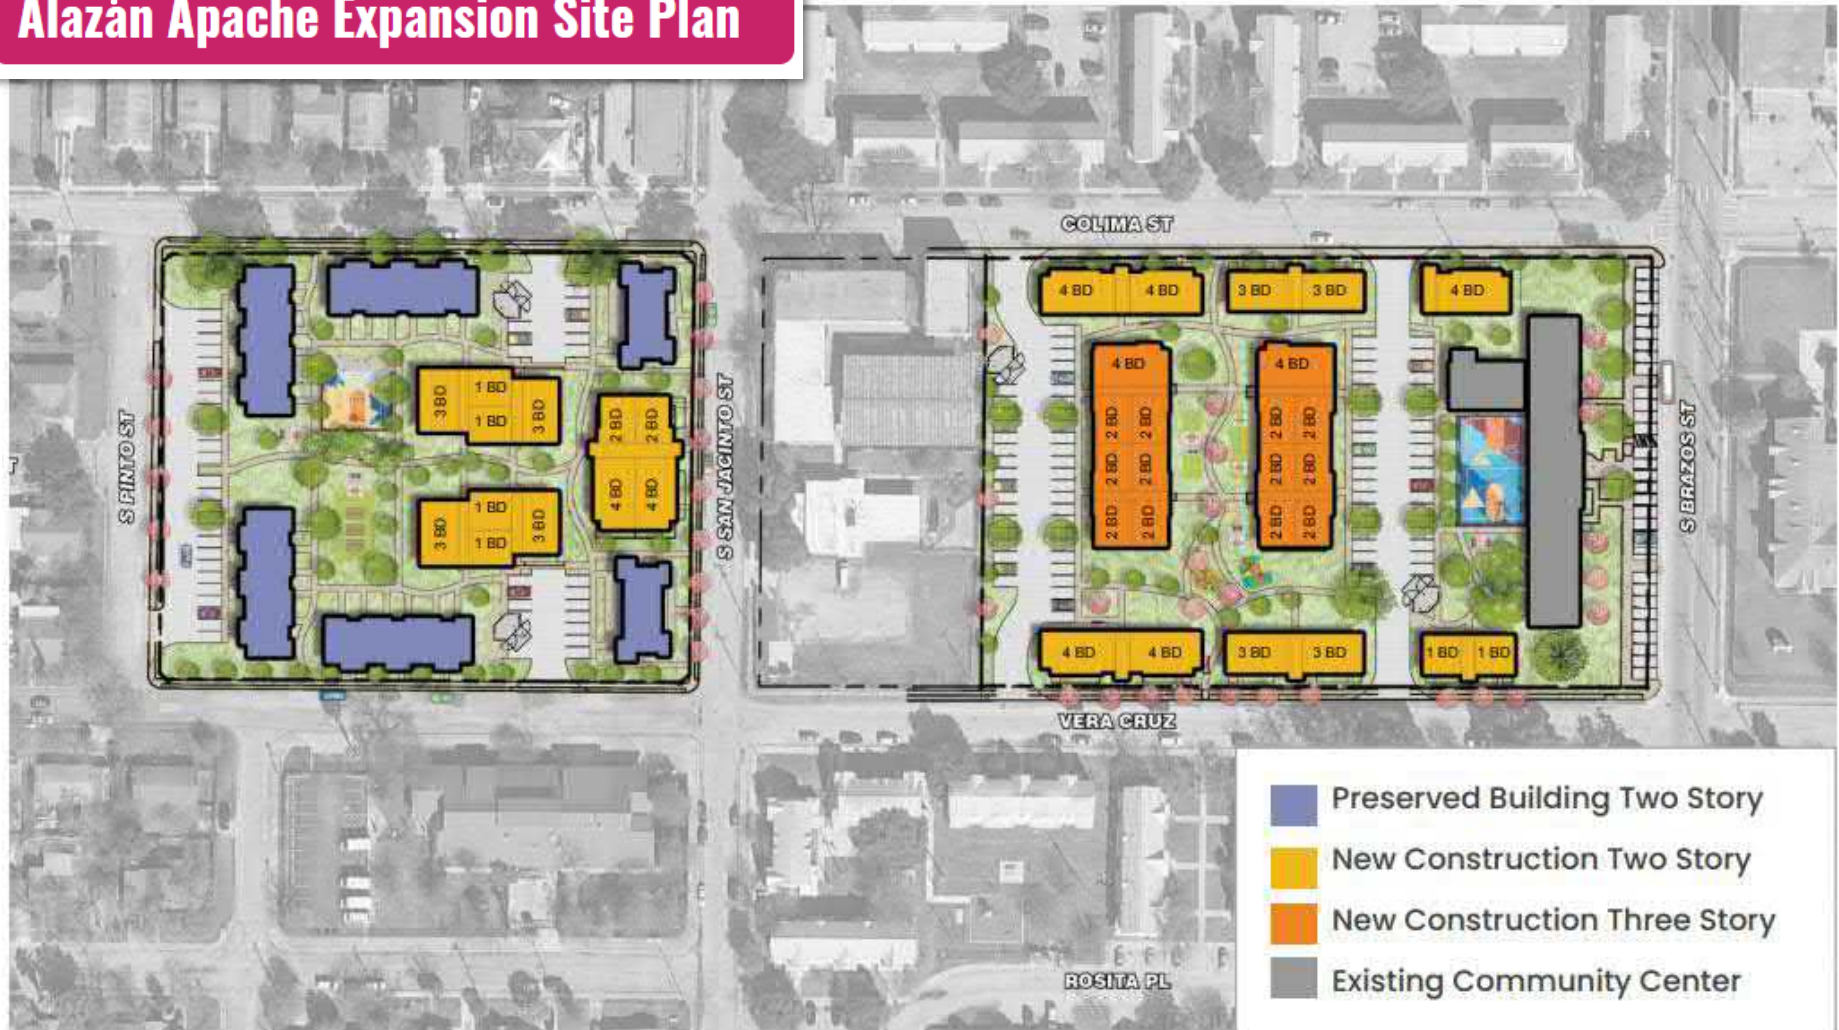 Alazán Apache Expansion Site Plan
COLIMA ST
4 BD
4 BD
3 BD
3 BD
4 BD
4 BD
4 BD
3 BD
1 BD
1 BD
3 BD
2 BD
2 BD
4 BD
4 BD
2 BD
2 BD
2 BD
2 BD
2 BD
2 BD
2 BD
2 BD
2 BD
2 BD
2 BD
2 BD
S PINTO ST
S SAN JACINTO ST
S BRAZOS ST
3 BD
1 BD
1 BD
3 BD
4 BD
4 BD
3 BD
3 BD
1 BD
1 BD
VERA CRUZ
ROSITA PL
Preserved Building Two Story
New Construction Two Story
New Construction Three Story
Existing Community Center